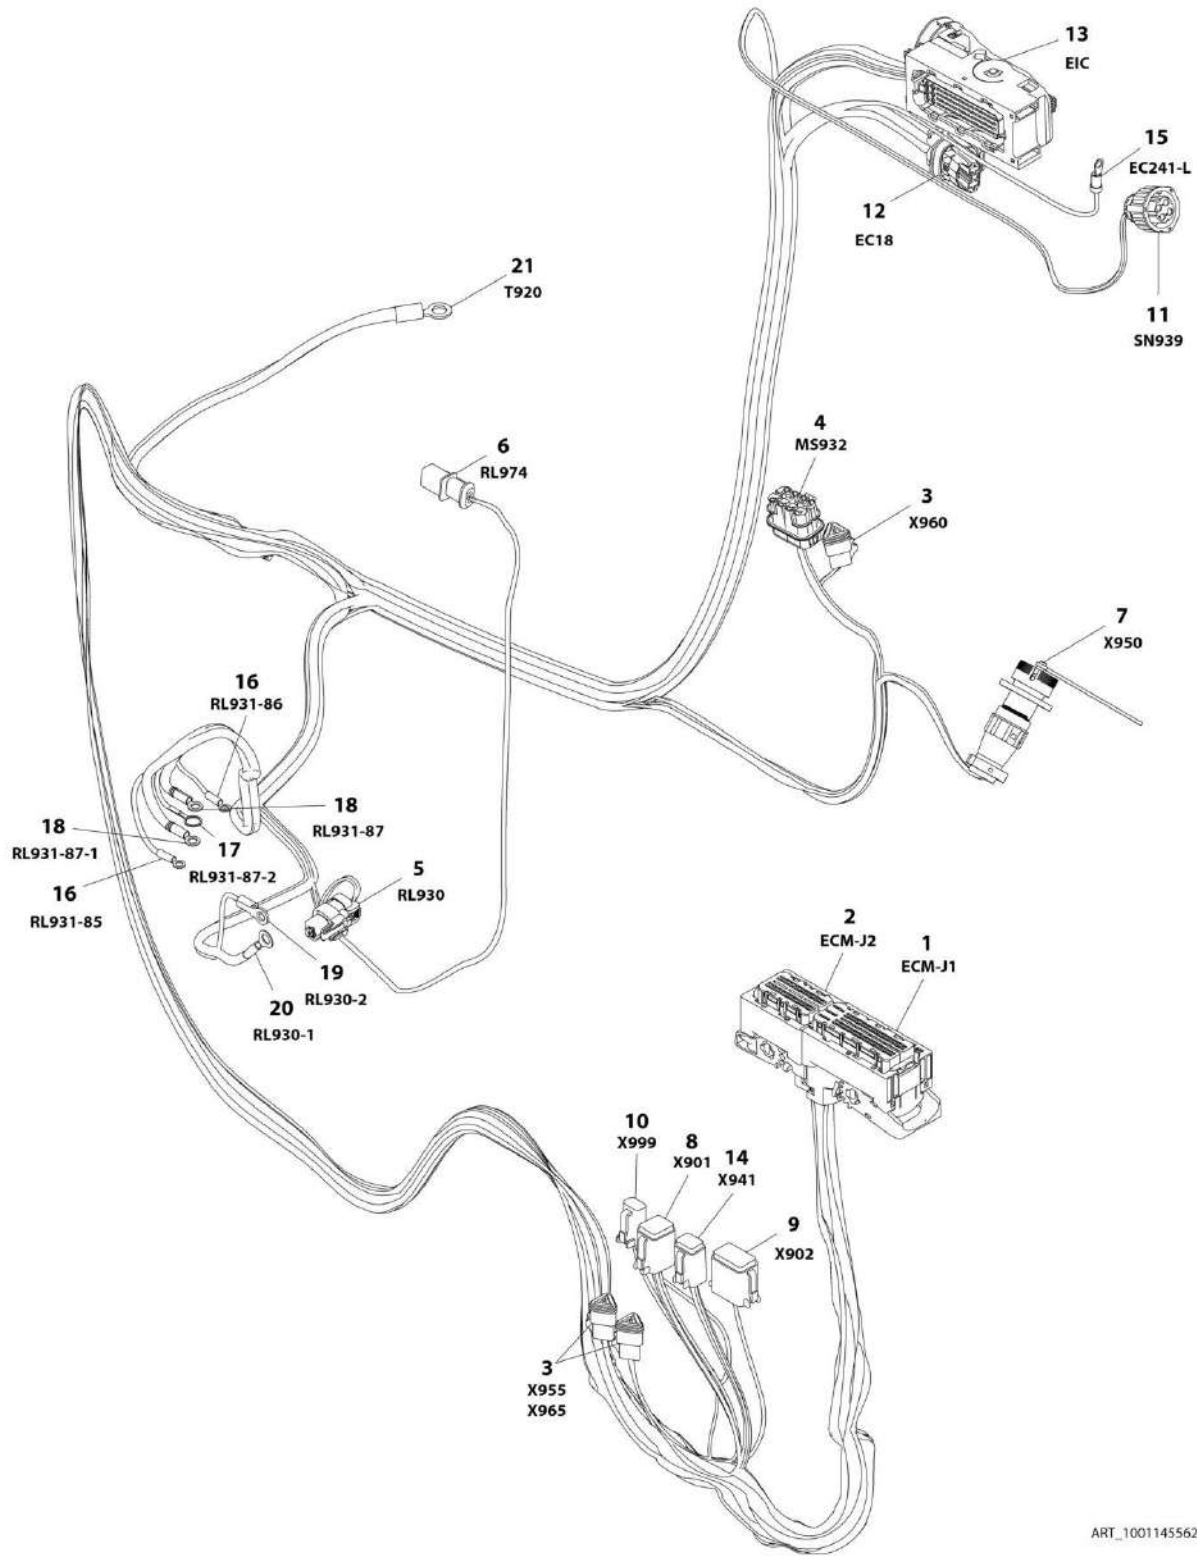 13
EIC
15
EC241-L
12
EC18
11
SN939
21
T920
6
RL974
4
MS932
3
X960
7
X950
16
RL931-86
18
RL931-87
18
RL931-87-1
17
RL931-87-2
16
RL931-85
5
RL930
19
RL930-2
20
RL930-1
2
ECM-J2
1
ECM-J1
10
X999
8
X901
14
X941
9
X902
3
X955
X965
ART_1001145562